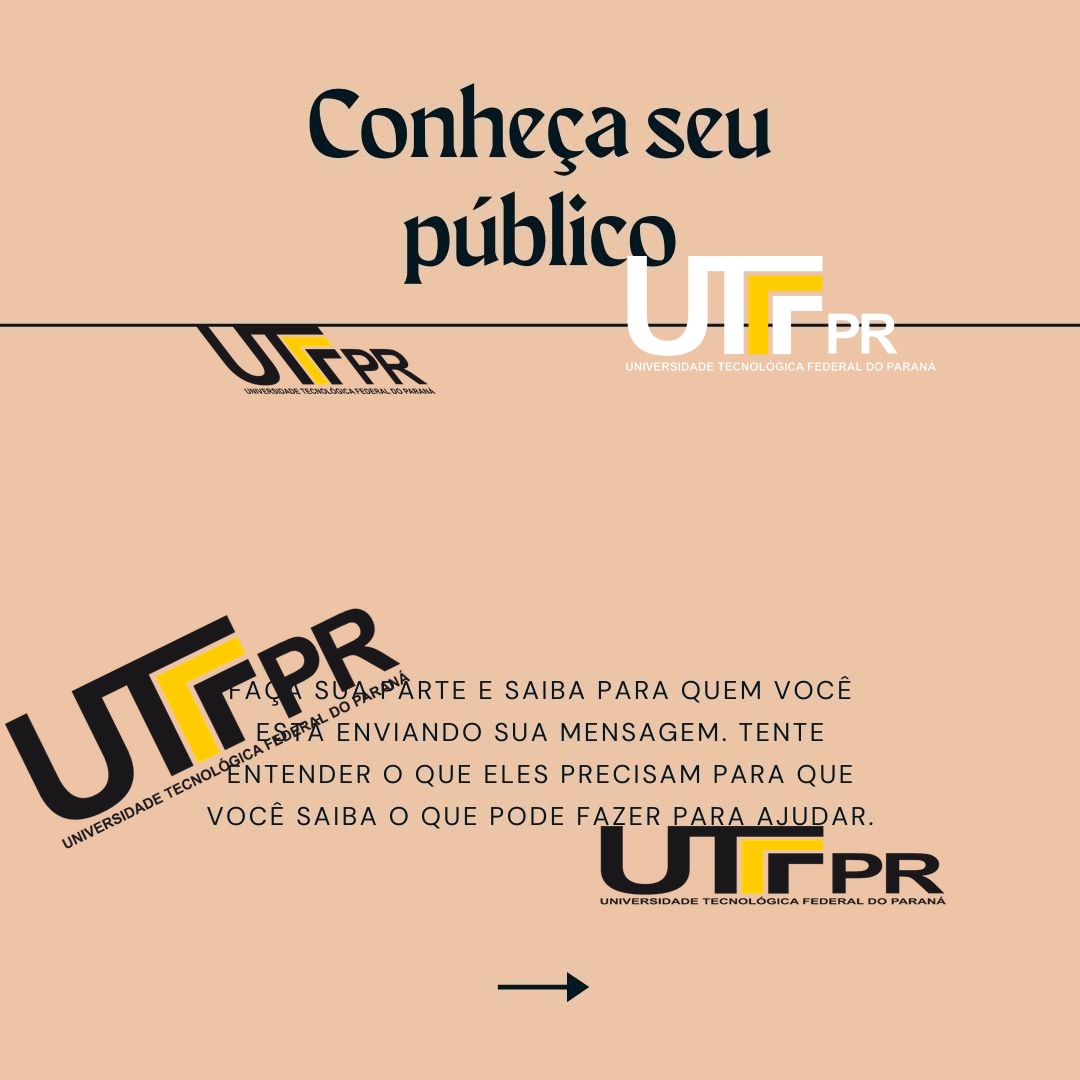 Conheça seu
público
UTFPR
UNIVERSIDADE TECNOLÓGICA FEDERAL DO PARANÁ
UTFPR
UNIVERSIDADE TECNOLÓGICA FEDERAL DO PARANÁ
UTFPR
UNIVERSIDADE TECNOLÓGICA FEDERAL DO PARANÁ
FAÇA SUA PARTE E SAIBA PARA QUEM VOCÊ
ESTÁ ENVIANDO SUA MENSAGEM. TENTE
ENTENDER O QUE ELES PRECISAM PARA QUE
VOCÊ SAIBA O QUE PODE FAZER PARA AJUDAR.
UTFPR
UNIVERSIDADE TECNOLÓGICA FEDERAL DO PARANÁ